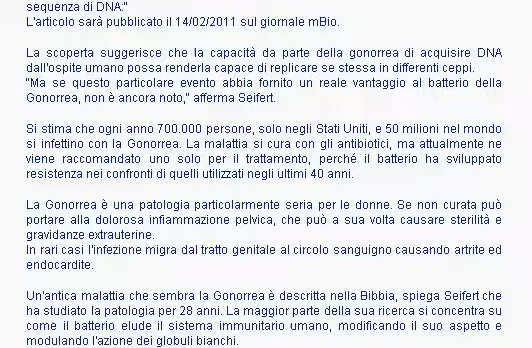 sequenza di DNA:"
L'articolo sarà pubblicato il 14/02/2011 sul giornale mBio.
La scoperta suggerisce che la capacità da parte della gonorrea di acquisire DNA
dall'ospite umano possa renderla capace di replicare se stessa in differenti ceppi.
"Ma se questo particolare evento abbia fornito un reale vantaggio al batterio della
Gonorrea, non è ancora noto," afferma Seifert.
Si stima che ogni anno 700.000 persone, solo negli Stati Uniti, e 50 milioni nel mondo
si infettino con la Gonorrea. La malattia si cura con gli antibiotici, ma attualmente ne
viene raccomandato uno solo per il trattamento, perché il batterio ha sviluppato
resistenza nei confronti di quelli utilizzati negli ultimi 40 anni.
La Gonorrea è una patologia particolarmente seria per le donne. Se non curata può
portare alla dolorosa infiammazione pelvica, che può a sua volta causare sterilità e
gravidanze extrauterine.
In rari casi l'infezione migra dal tratto genitale al circolo sanguigno causando artrite ed
endocardite.
Un'antica malattia che sembra la Gonorrea è descritta nella Bibbia, spiega Seifert che
ha studiato la patologia per 28 anni. La maggior parte della sua ricerca si concentra su
come il batterio elude il sistema immunitario umano, modificando il suo aspetto e
modulando l'azione dei globuli bianchi.